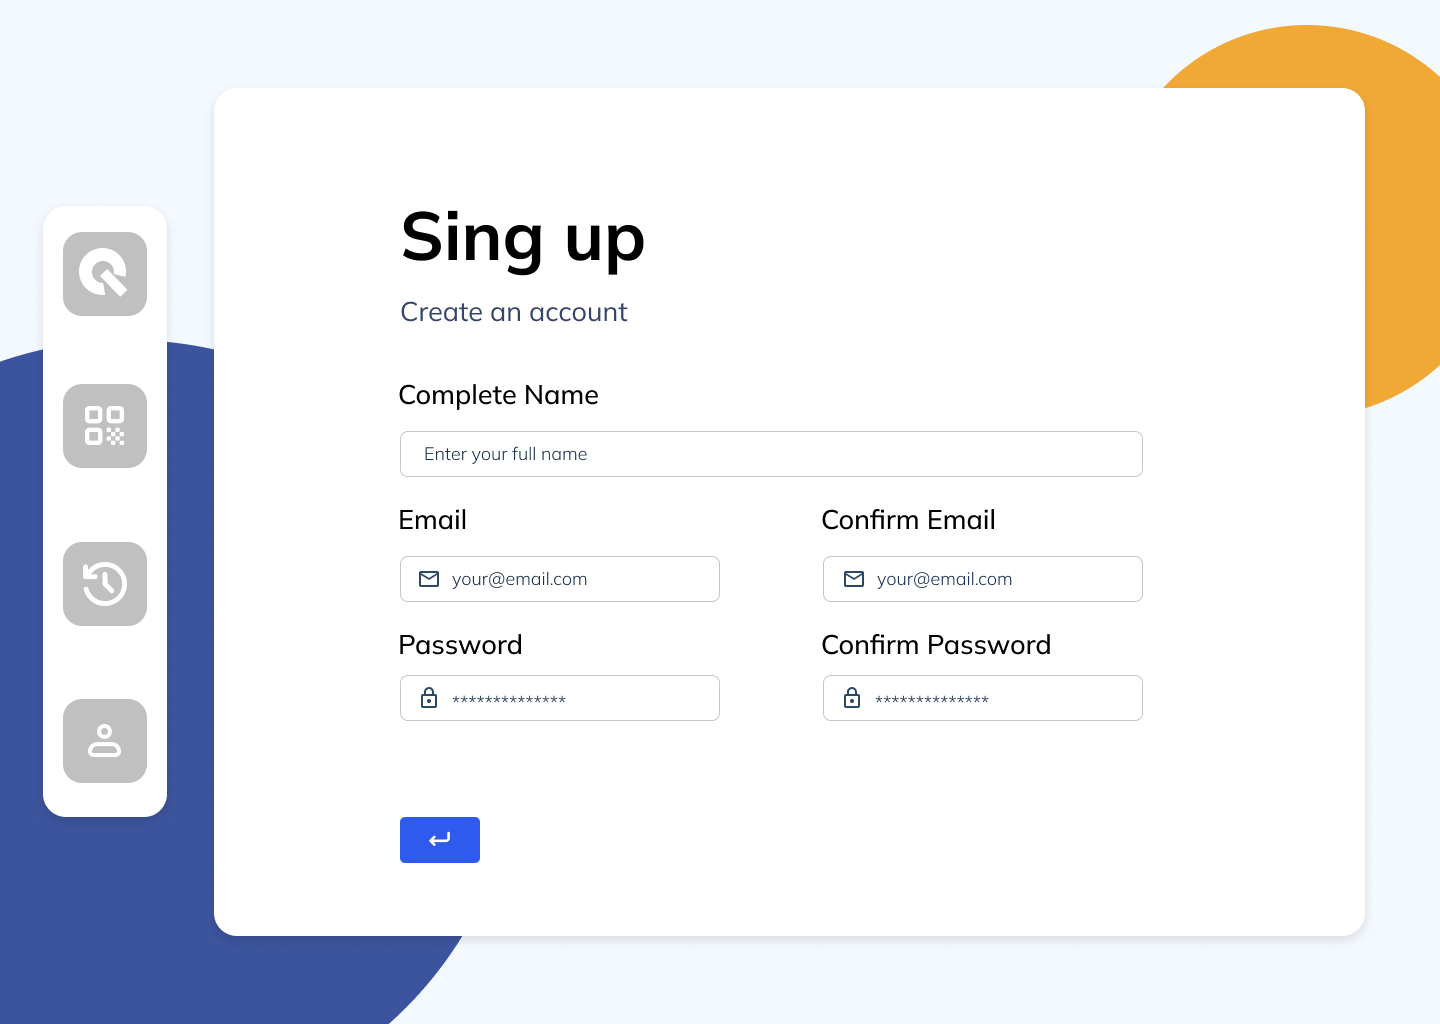 Sing up
Create an account
Complete Name
Enter your full name
Email
Confirm Email
your@email.com
your@email.com
Password
Confirm Password
**************
**************